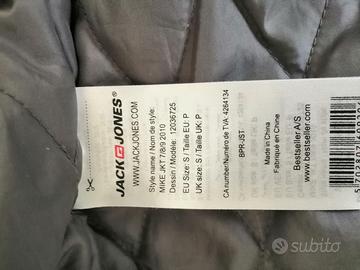 JACK & JONES
WWW.JACKJONES.COM
Style name / Nom de style:
MIKE JKT 7/8/9 2010
Dessin / Modèle: 12036725
EU Size: S / Taille EU: P
UK size: S / Taille UK: P
CA number/Numéro de TVA: 4264134
BPR-JST
Made in China
Fabriqué en Chine
Bestseller A/S
www.bestseller.com
subito